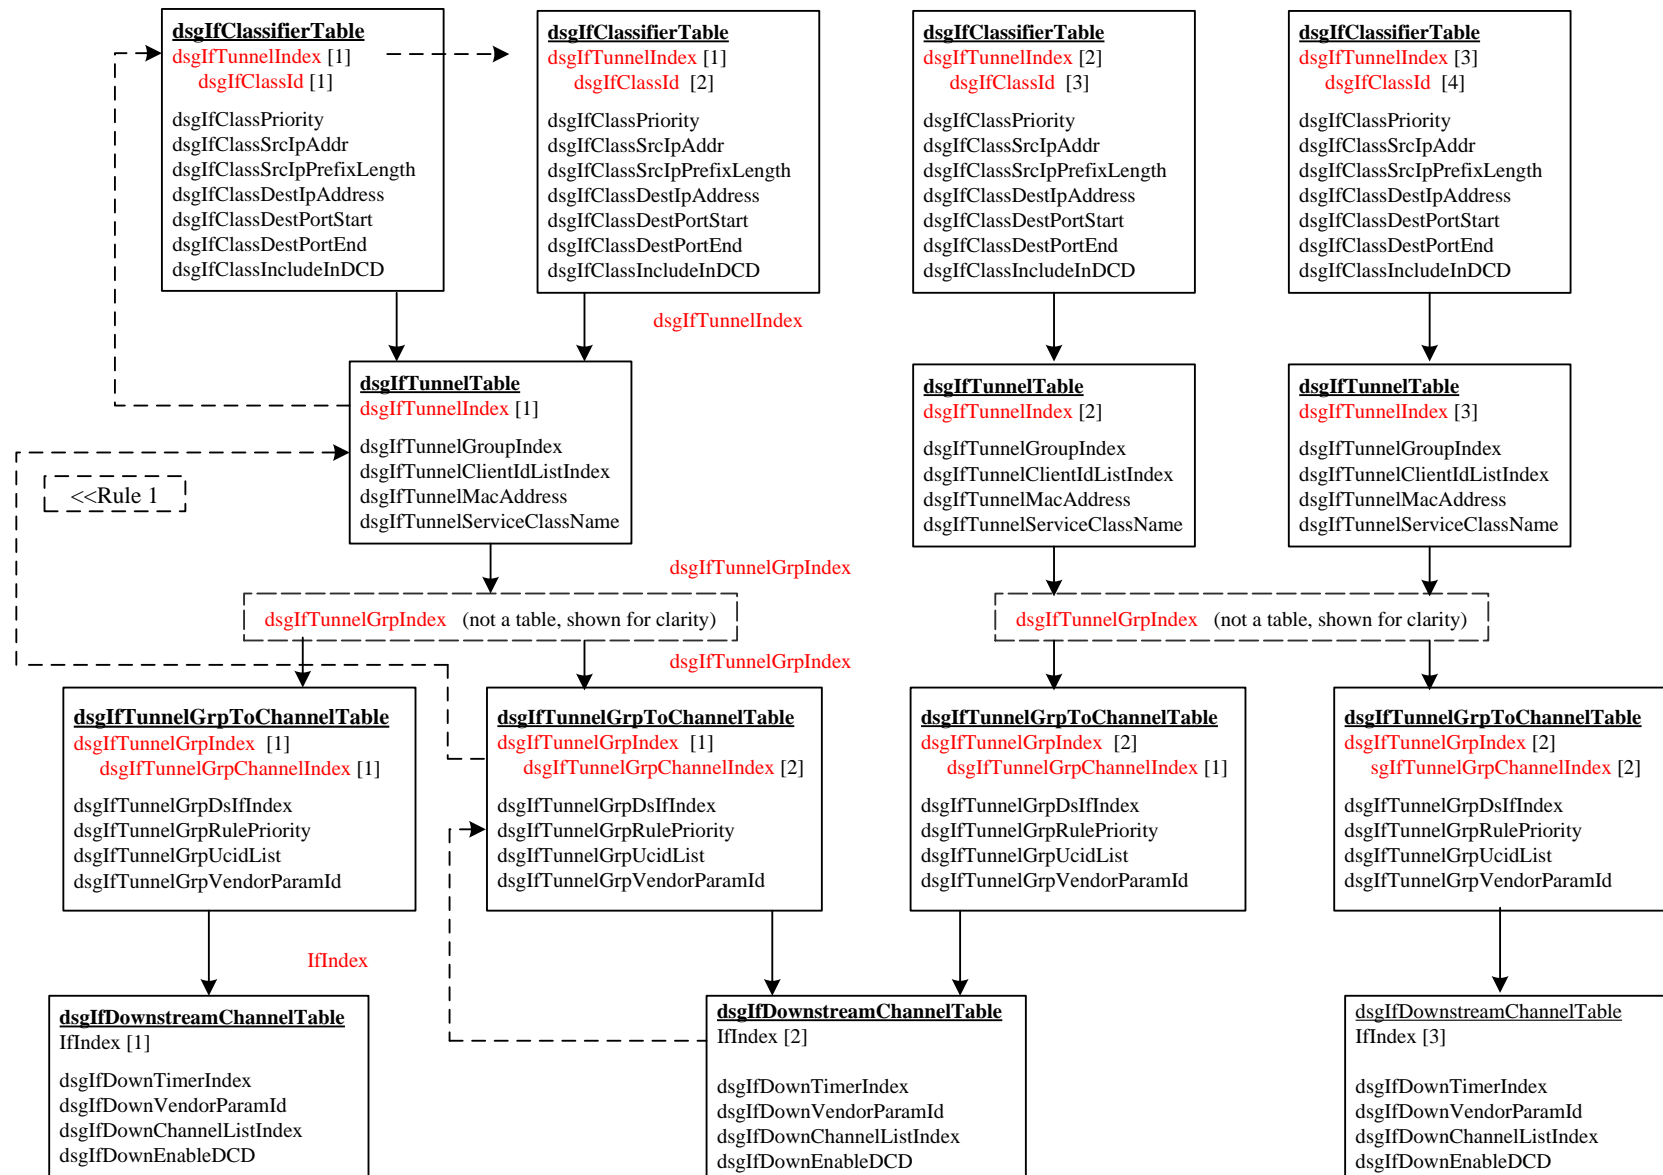 dsgIfClassifierTable
dsgIfTunnelIndex [1]
dsgIfClassId [1]
dsgIfClassPriority
dsgIfClassSrcIpAddr
dsgIfClassSrcIpPrefixLength
dsgIfClassDestIpAddress
dsgIfClassDestPortStart
dsgIfClassDestPortEnd
dsgIfClassIncludeInDCD
dsgIfClassifierTable
dsgIfTunnelIndex [1]
dsgIfClassId [2]
dsgIfClassPriority
dsgIfClassSrcIpAddr
dsgIfClassSrcIpPrefixLength
dsgIfClassDestIpAddress
dsgIfClassDestPortStart
dsgIfClassDestPortEnd
dsgIfClassIncludeInDCD
dsgIfClassifierTable
dsgIfTunnelIndex [2]
dsgIfClassId [3]
dsgIfClassPriority
dsgIfClassSrcIpAddr
dsgIfClassSrcIpPrefixLength
dsgIfClassDestIpAddress
dsgIfClassDestPortStart
dsgIfClassDestPortEnd
dsgIfClassIncludeInDCD
dsgIfClassifierTable
dsgIfTunnelIndex [3]
dsgIfClassId [4]
dsgIfClassPriority
dsgIfClassSrcIpAddr
dsgIfClassSrcIpPrefixLength
dsgIfClassDestIpAddress
dsgIfClassDestPortStart
dsgIfClassDestPortEnd
dsgIfClassIncludeInDCD
dsgIfTunnelIndex
dsgIfTunnelTable
dsgIfTunnelIndex [1]
dsgIfTunnelGroupIndex
dsgIfTunnelClientIdListIndex
dsgIfTunnelMacAddress
dsgIfTunnelServiceClassName
dsgIfTunnelTable
dsgIfTunnelIndex [2]
dsgIfTunnelGroupIndex
dsgIfTunnelClientIdListIndex
dsgIfTunnelMacAddress
dsgIfTunnelServiceClassName
dsgIfTunnelTable
dsgIfTunnelIndex [3]
dsgIfTunnelGroupIndex
dsgIfTunnelClientIdListIndex
dsgIfTunnelMacAddress
dsgIfTunnelServiceClassName
<<Rule 1
dsgIfTunnelGrpIndex
dsgIfTunnelGrpIndex (not a table, shown for clarity)
dsgIfTunnelGrpIndex (not a table, shown for clarity)
dsgIfTunnelGrpIndex
dsgIfTunnelGrpToChannelTable
dsgIfTunnelGrpIndex [1]
dsgIfTunnelGrpChannelIndex [1]
dsgIfTunnelGrpDsIfIndex
dsgIfTunnelGrpRulePriority
dsgIfTunnelGrpUcidList
dsgIfTunnelGrpVendorParamId
dsgIfTunnelGrpToChannelTable
dsgIfTunnelGrpIndex [1]
dsgIfTunnelGrpChannelIndex [2]
dsgIfTunnelGrpDsIfIndex
dsgIfTunnelGrpRulePriority
dsgIfTunnelGrpUcidList
dsgIfTunnelGrpVendorParamId
dsgIfTunnelGrpToChannelTable
dsgIfTunnelGrpIndex [2]
dsgIfTunnelGrpChannelIndex [1]
dsgIfTunnelGrpDsIfIndex
dsgIfTunnelGrpRulePriority
dsgIfTunnelGrpUcidList
dsgIfTunnelGrpVendorParamId
dsgIfTunnelGrpToChannelTable
dsgIfTunnelGrpIndex [2]
sgIfTunnelGrpChannelIndex [2]
dsgIfTunnelGrpDsIfIndex
dsgIfTunnelGrpRulePriority
dsgIfTunnelGrpUcidList
dsgIfTunnelGrpVendorParamId
IfIndex
dsgIfDownstreamChannelTable
IfIndex [1]
dsgIfDownTimerIndex
dsgIfDownVendorParamId
dsgIfDownChannelListIndex
dsgIfDownEnableDCD
dsgIfDownstreamChannelTable
IfIndex [2]
dsgIfDownTimerIndex
dsgIfDownVendorParamId
dsgIfDownChannelListIndex
dsgIfDownEnableDCD
dsgIfDownstreamChannelTable
IfIndex [3]
dsgIfDownTimerIndex
dsgIfDownVendorParamId
dsgIfDownChannelListIndex
dsgIfDownEnableDCD